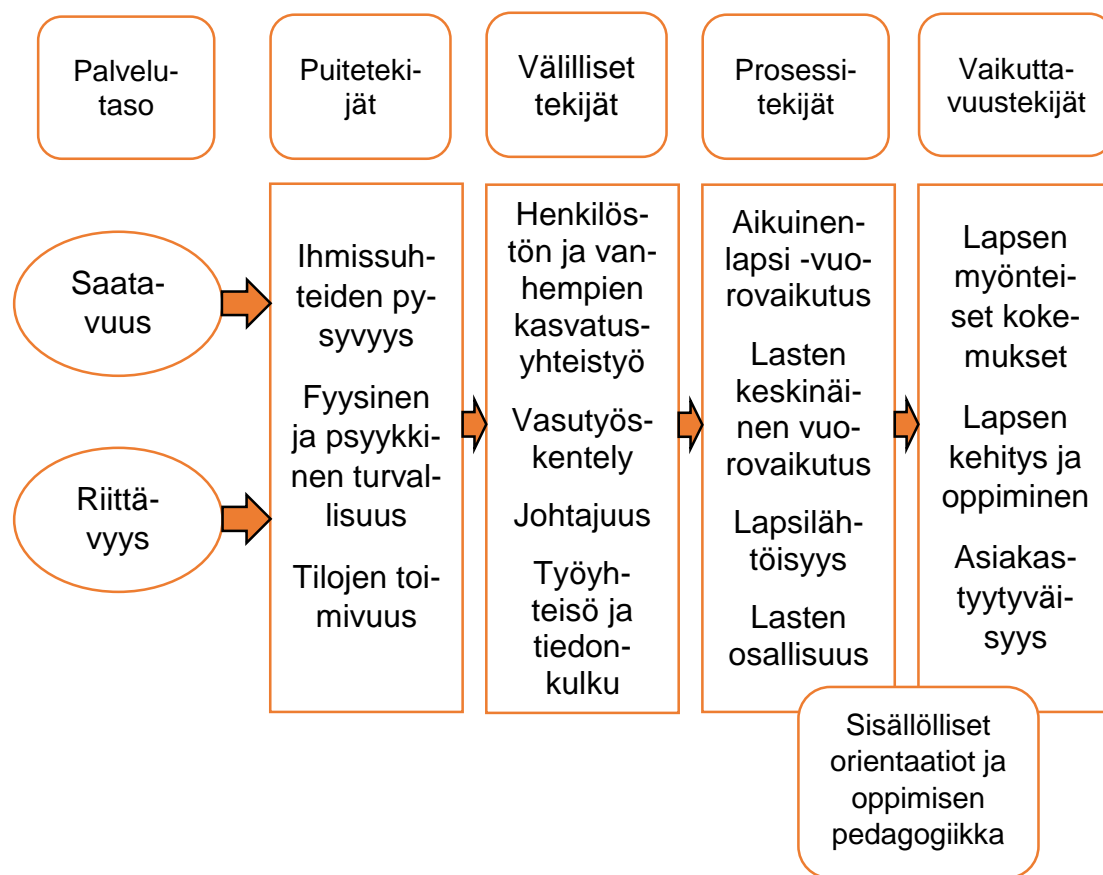 Palvelu-
taso
Puiteteki-
jät
Välilliset
tekijät
Prosessi-
tekijät
Vaikutta-
vuustekijät
Saata-
vuus
Riittä-
vyys
Ihmissuh-
teiden py-
syvyys
Fyysinen
ja psyykki-
nen turval-
lisuus
Tilojen toi-
mivuus
Henkilös-
tön ja van-
hempien
kasvatus-
yhteistyö
Vasutyös-
kentely
Johtajuus
Työyh-
teisö ja
tiedon-
kulku
Aikuinen-
lapsi -vuo-
rovaikutus
Lasten
keskinäi-
nen vuo-
rovaikutus
Lapsiläh-
töisyys
Lasten
osallisuus
Lapsen
myöntei-
set koke-
mukset
Lapsen
kehitys ja
oppiminen
Asiakas-
tyytyväi-
syys
Sisällölliset
orientaatiot ja
oppimisen
pedagogiikka